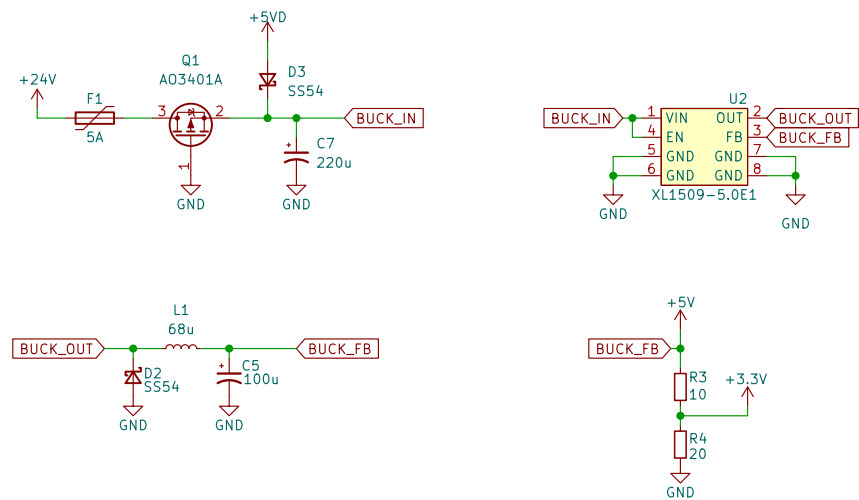 +5VD
Q1
AO3401A
+24V
F1
5A
3
2
1
GND
D3
SS54
C7
+
220u
GND
BUCK_IN
U2
BUCK_IN
1 VIN OUT 2 BUCK_OUT
4 EN FB 3 BUCK_FB
5 GND GND 7
6 GND GND 8
XL1509-5.0E1
GND
GND
L1
68u
BUCK_OUT
BUCK_FB
D2
SS54
GND
+
C5
100u
GND
+5V
BUCK_FB
R3
10
+3.3V
R4
20
GND